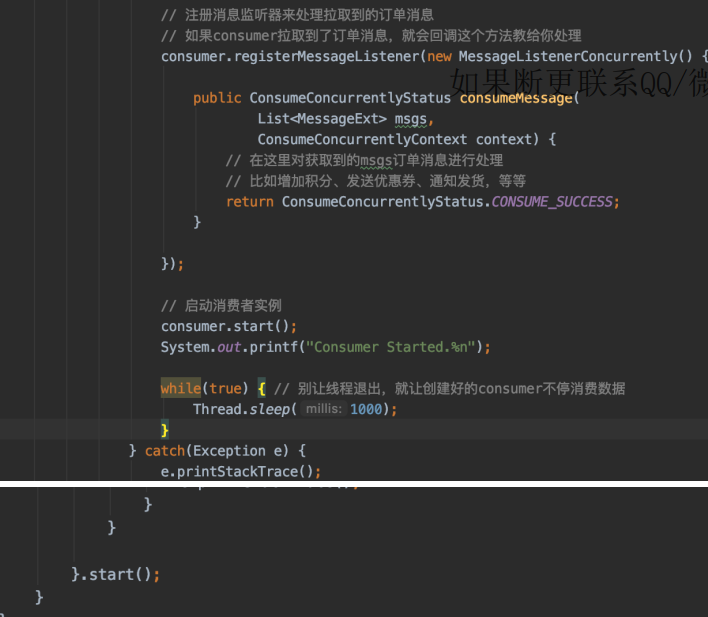 // 注册消息监听器来处理拉取到的订单消息
// 如果consumer拉取到了订单消息，就会回调这个方法教给你处理
consumer.registerMessageListener(new MessageListenerConcurrently() {
如果断更联系QQ/微
public ConsumeConcurrentlyStatus consumeMessage(
List<MessageExt> msgs,
ConsumeConcurrentlyContext context) {
// 在这里对获取到的msgs订单消息进行处理
// 比如增加积分、发送优惠券、通知发货，等等
return ConsumeConcurrentlyStatus.CONSUME_SUCCESS;
}
});
// 启动消费者实例
consumer.start();
System.out.printf("Consumer Started.%n");
while(true) { // 别让线程退出，就让创建好的consumer不停消费数据
Thread.sleep( millis: 1000);
}
} catch(Exception e) {
e.printStackTrace();
}
}
}.start();
}